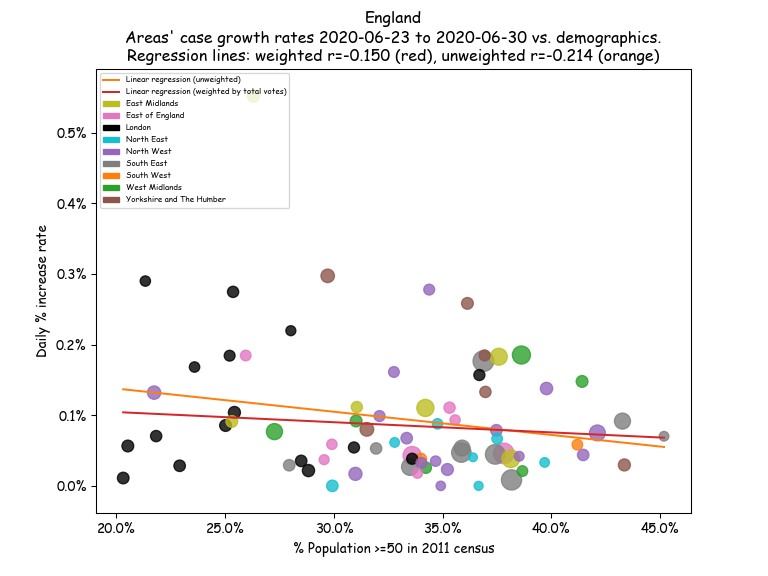 England
Areas' case growth rates 2020-06-23 to 2020-06-30 vs. demographics.
Regression lines: weighted r=-0.150 (red), unweighted r=-0.214 (orange)
Linear regression (unweighted)
Linear regression (weighted by total votes)
East Midlands
East of England
London
North East
North West
South East
South West
West Midlands
Yorkshire and The Humber
Daily % increase rate
0.5%
0.4%
0.3%
0.2%
0.1%
0.0%
20.0% 25.0% 30.0% 35.0% 40.0% 45.0%
% Population >=50 in 2011 census